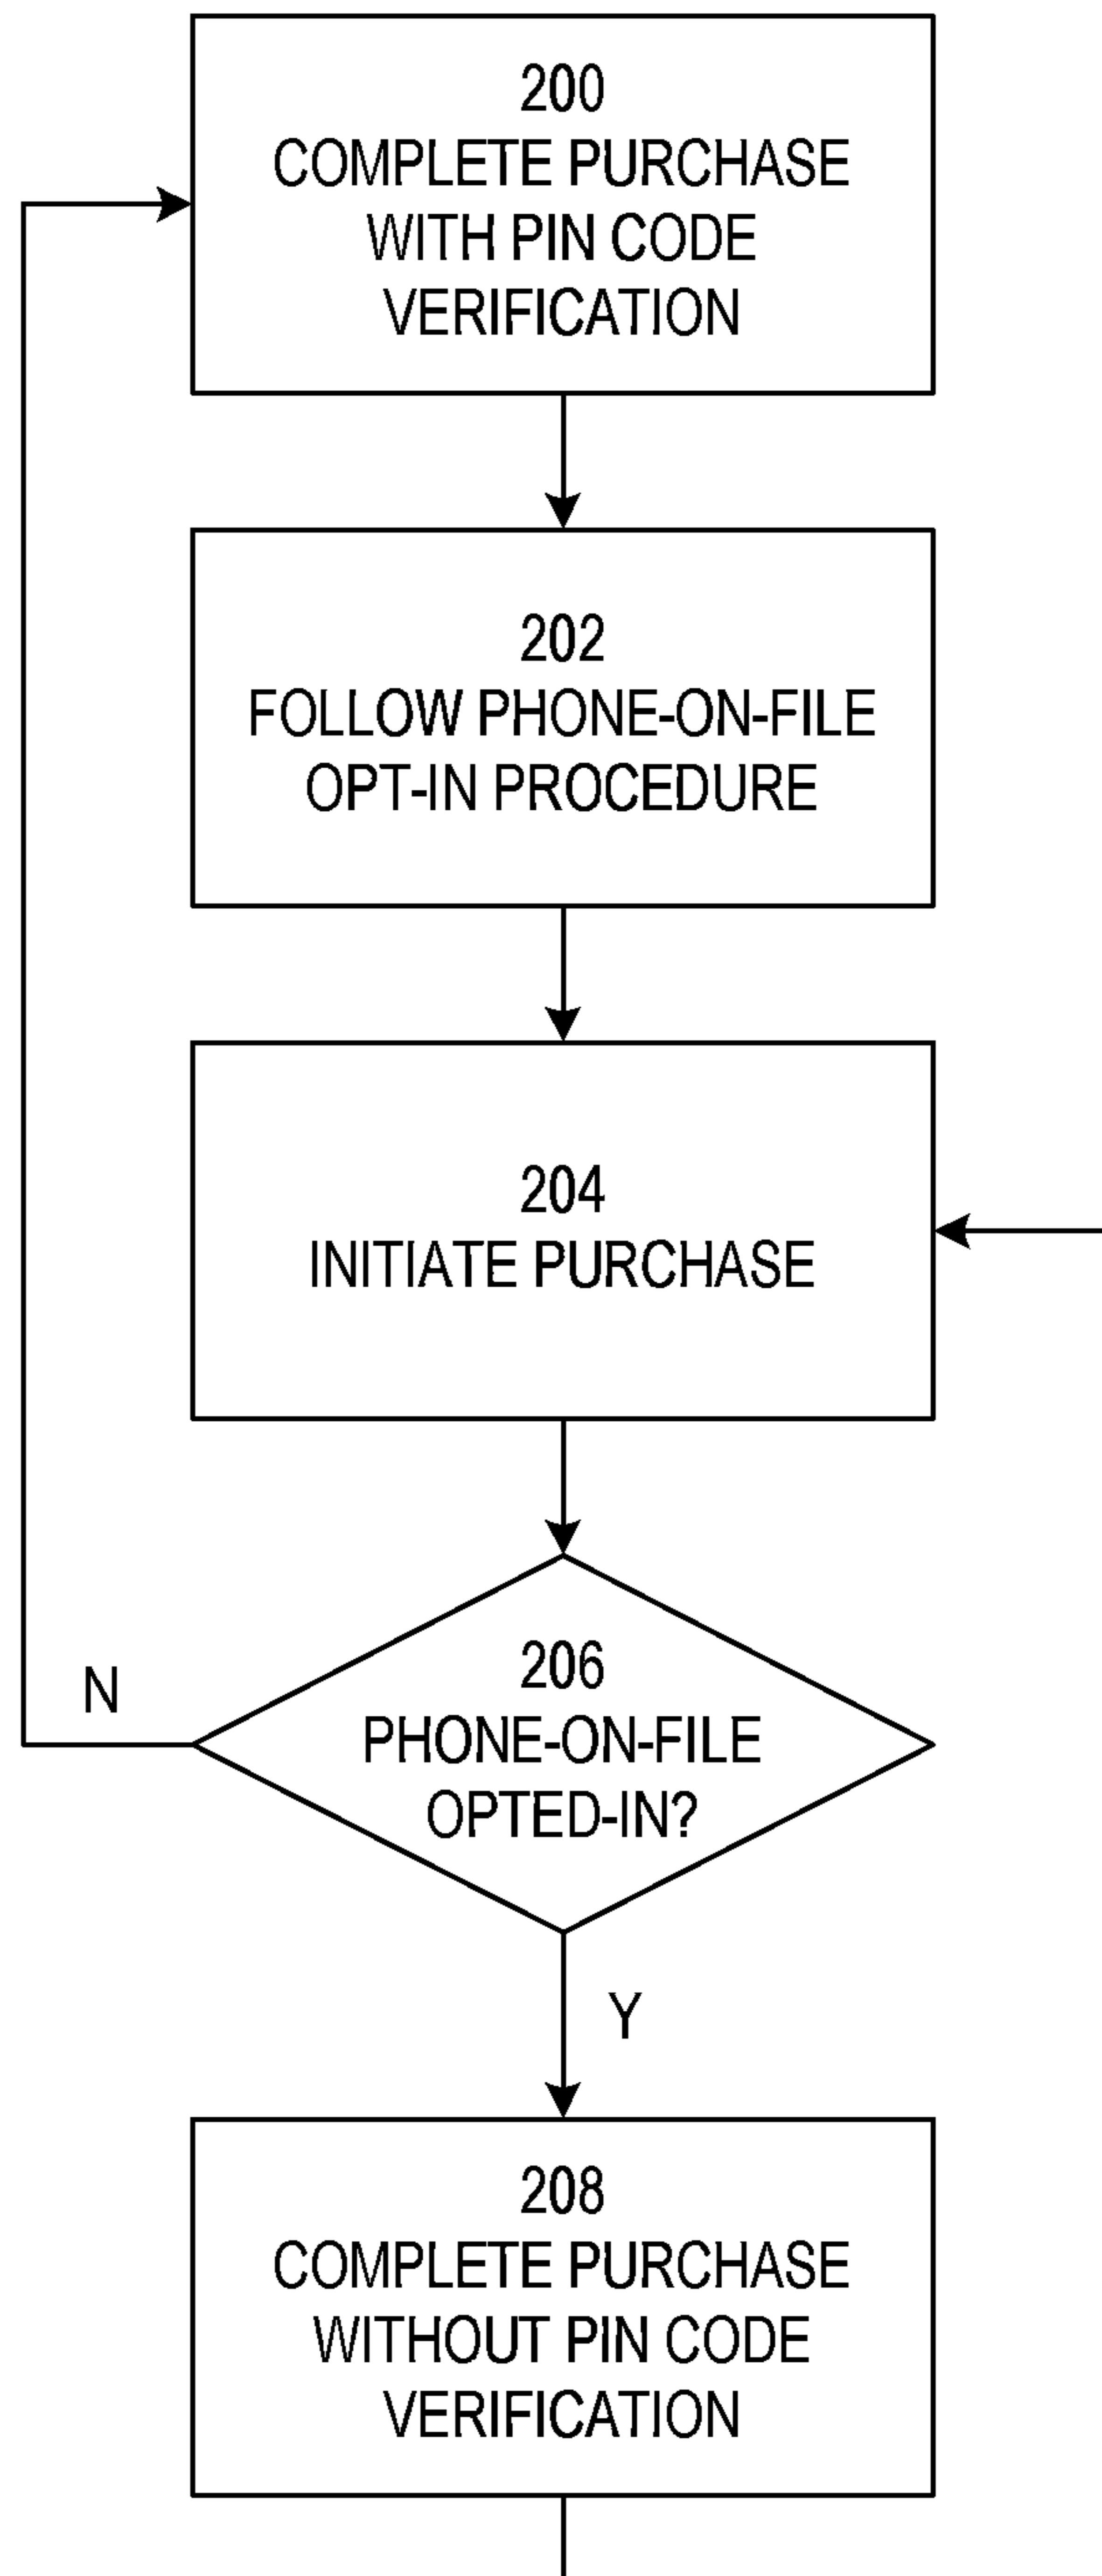 200
COMPLETE PURCHASE
WITH PIN CODE
VERIFICATION
202
FOLLOW PHONE-ON-FILE
OPT-IN PROCEDURE
204
INITIATE PURCHASE
206
PHONE-ON-FILE
OPTED-IN?
N
Y
208
COMPLETE PURCHASE
WITHOUT PIN CODE
VERIFICATION